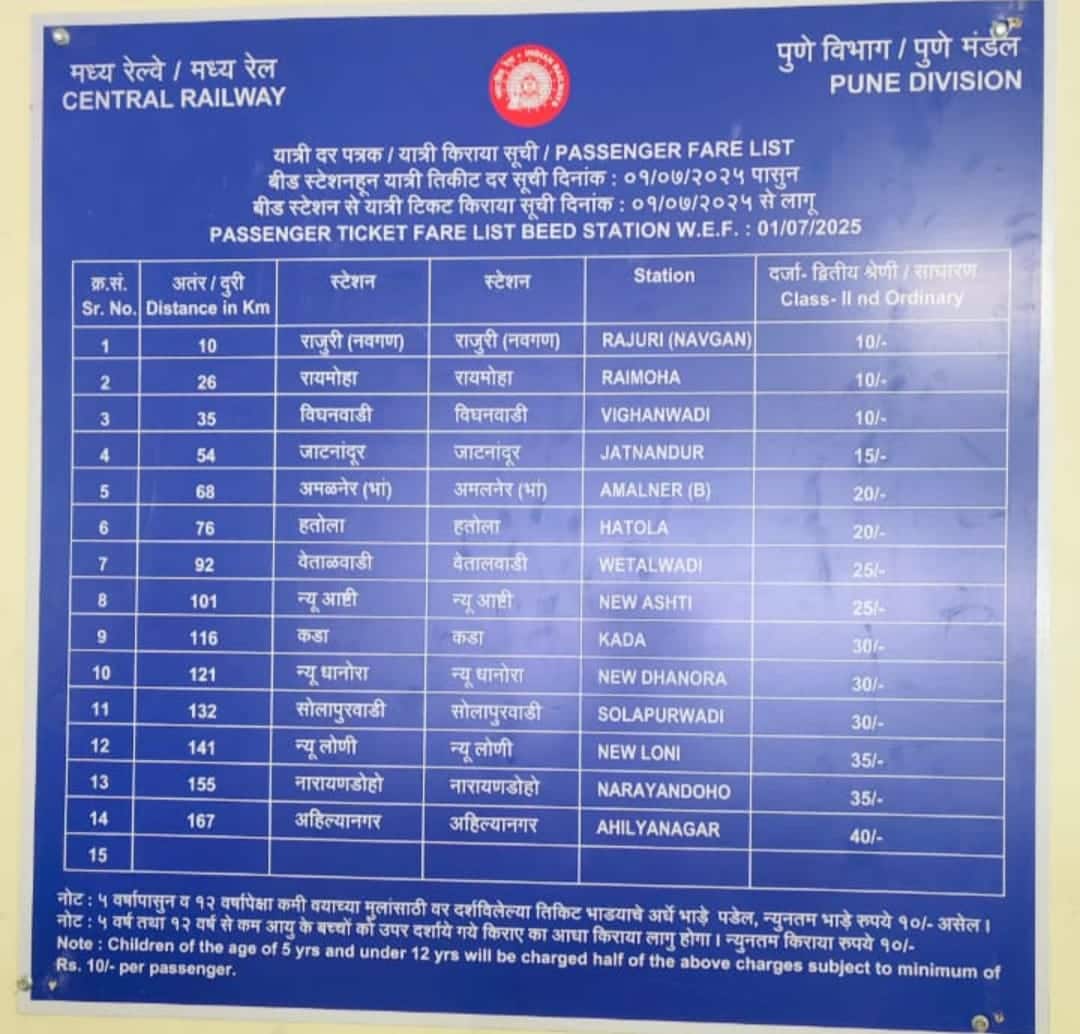 मध्य रेल्वे / मध्य रेल
CENTRAL RAILWAY
INDIAN RAILWAYS
पुणे विभाग / पुणे मंडल
PUNE DIVISION
यात्री दर पत्रक / यात्री किराया सूची / PASSENGER FARE LIST
बीड स्टेशनहून यात्री तिकीट दर सूची दिनांक : ०१/०७/२०२५ पासुन
बीड स्टेशन से यात्री टिकट किराया सूची दिनांक : ०१/०७/२०२५ से लागू
PASSENGER TICKET FARE LIST BEED STATION W.E.F. : 01/07/2025
क्र.सं. अतंर / दुरी स्टेशन स्टेशन Station दर्जा- द्वितीय श्रेणी / साधारण
Sr. No. Distance in Km Class- II nd Ordinary
1 10 राजुरी (नवगण) राजुरी (नवगण) RAJURI (NAVGAN) 10/-
2 26 रायमोहा रायमोहा RAIMOHA 10/-
3 35 विघनवाडी विघनवाडी VIGHANWADI 10/-
4 54 जाटनांदूर जाटनांदूर JATNANDUR 15/-
5 68 अमळनेर (भां) अमलनेर (भां) AMALNER (B) 20/-
6 76 हतोला हतोला HATOLA 20/-
7 92 वेताळवाडी वेतालवाडी WETALWADI 25/-
8 101 न्यू आष्टी न्यू आष्टी NEW ASHTI 25/-
9 116 कडा कडा KADA 30/-
10 121 न्यू धानोरा न्यू धानोरा NEW DHANORA 30/-
11 132 सोलापुरवाडी सोलापुरवाडी SOLAPURWADI 30/-
12 141 न्यू लोणी न्यू लोणी NEW LONI 35/-
13 155 नारायणडोहो नारायणडोहो NARAYANDOHO 35/-
14 167 अहिल्यानगर अहिल्यानगर AHILYANAGAR 40/-
15
नोट : ५ वर्षापासुन व १२ वर्षापेक्षा कमी वयाच्या मुलांसाठी वर दर्शविलेल्या तिकिट भाडयाचे अर्धे भाडे पडेल, न्युनतम भाडे रुपये १०/- असेल।
नोट : ५ वर्ष तथा १२ वर्ष से कम आयु के बच्चों को उपर दर्शाये गये किराए का आधा किराया लागु होगा। न्युनतम किराया रुपये १०/-
Note : Children of the age of 5 yrs and under 12 yrs will be charged half of the above charges subject to minimum of
Rs. 10/- per passenger.